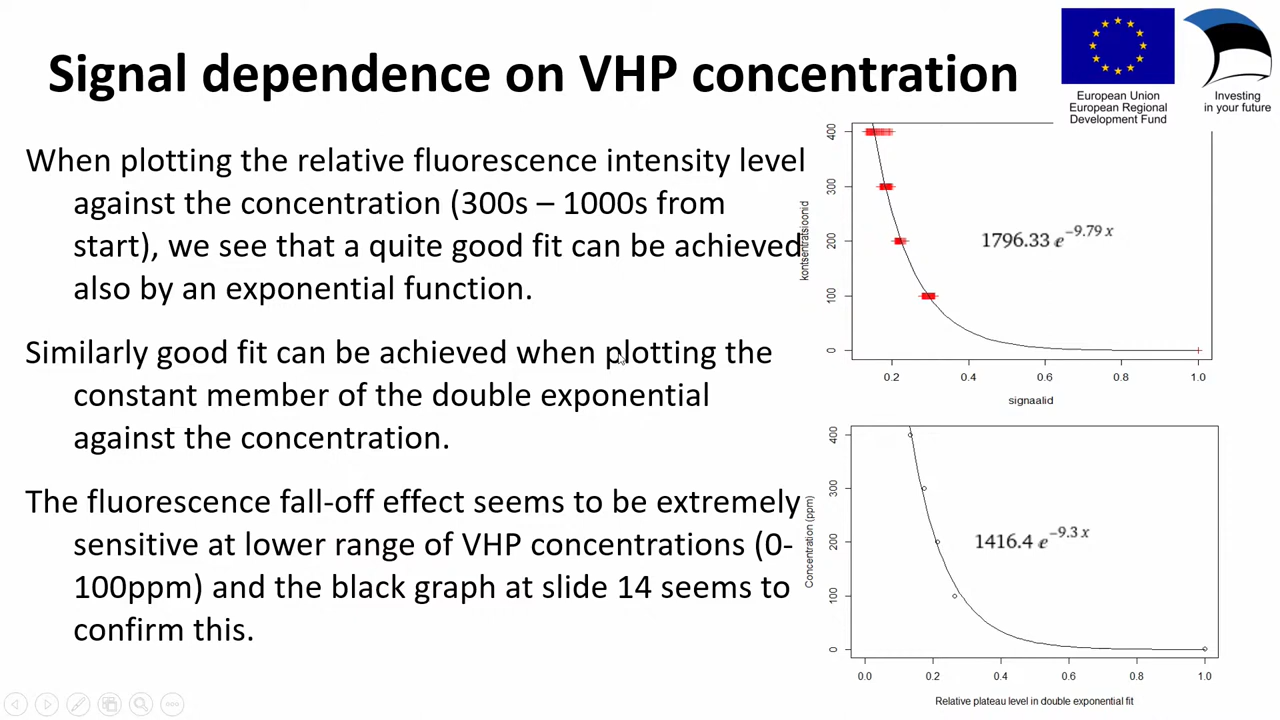 Signal dependence on VHP concentration
European Union
European Regional
Development Fund
Investing
in your future
When plotting the relative fluorescence intensity level
against the concentration (300s – 1000s from
start), we see that a quite good fit can be achieved
also by an exponential function.
Similarly good fit can be achieved when plotting the
constant member of the double exponential
against the concentration.
The fluorescence fall-off effect seems to be extremely
sensitive at lower range of VHP concentrations (0-
100ppm) and the black graph at slide 14 seems to
confirm this.
kontsentratsioonid
400
300
200
100
0
1796.33 e^−9.79 x
0.2 0.4 0.6 0.8 1.0
signaalid
Concentration (ppm)
400
300
200
100
0
1416.4 e^−9.3 x
0.0 0.2 0.4 0.6 0.8 1.0
Relative plateau level in double exponential fit